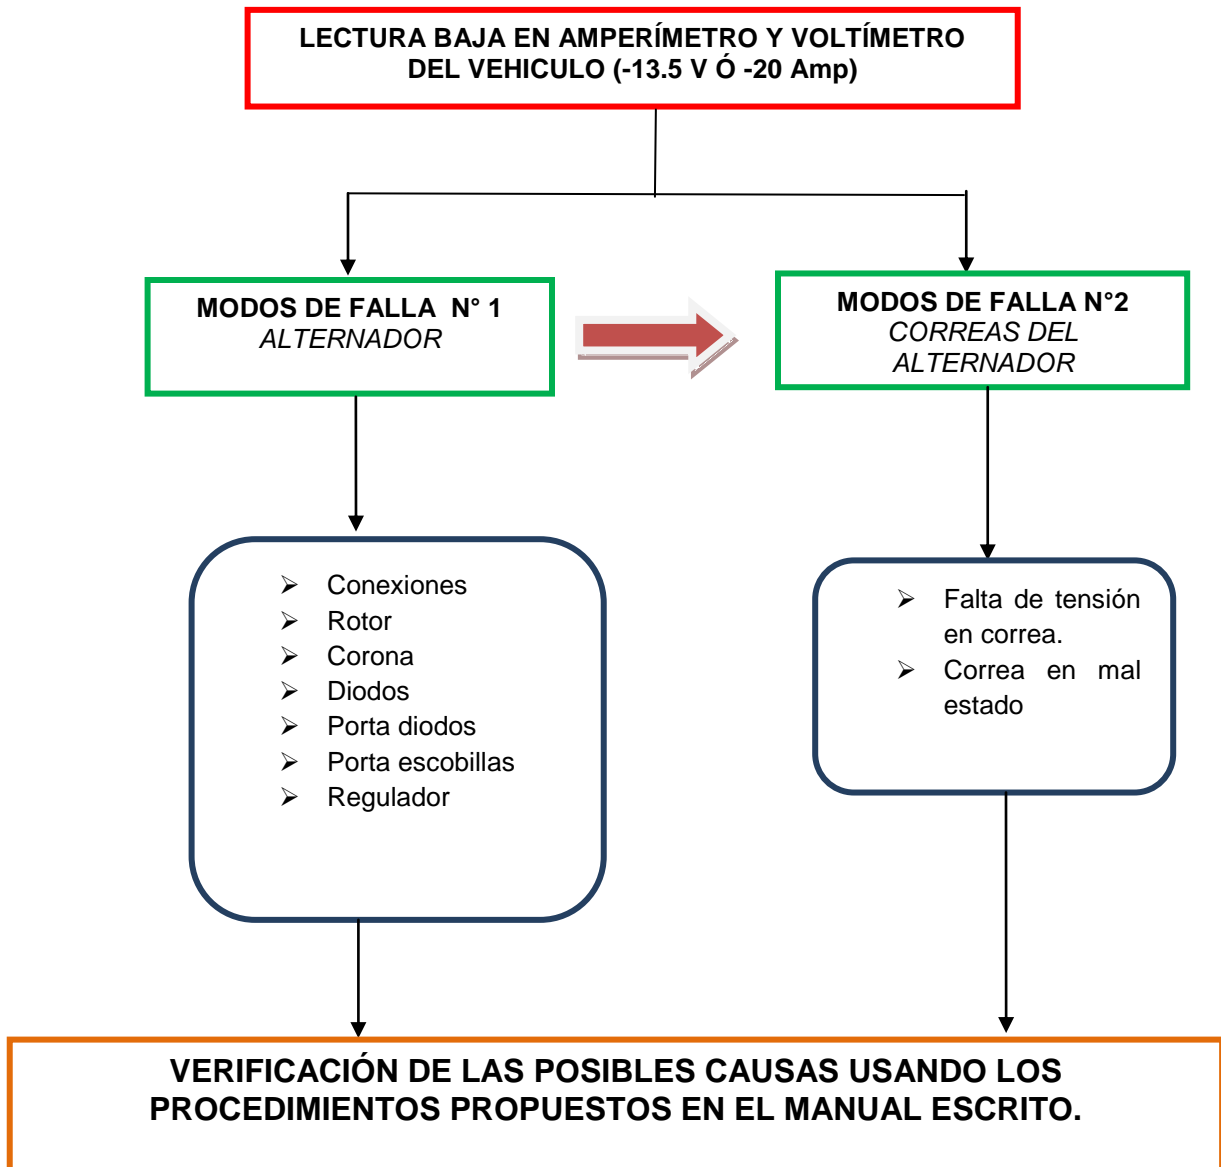 LECTURA BAJA EN AMPERÍMETRO Y VOLTÍMETRO
DEL VEHICULO (-13.5 V Ó -20 Amp)
MODOS DE FALLA N° 1
ALTERNADOR
MODOS DE FALLA N°2
CORREAS DEL
ALTERNADOR
➢ Conexiones
➢ Rotor
➢ Corona
➢ Diodos
➢ Porta diodos
➢ Porta escobillas
➢ Regulador
➢ Falta de tensión
en correa.
➢ Correa en mal
estado
VERIFICACIÓN DE LAS POSIBLES CAUSAS USANDO LOS
PROCEDIMIENTOS PROPUESTOS EN EL MANUAL ESCRITO.